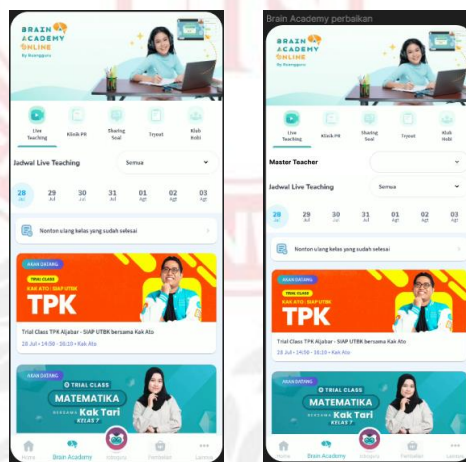 BRAIN
ACADEMY
ONLINE
By Ruangguru
Live
Teaching
Klinik PR
Sharing
Soal
Tryout
Klab
Hobi
Jadwal Live Teaching
Semua
28
Jul
29
Jul
30
Jul
31
Jul
01
Agt
02
Agt
03
Agt
Nonton ulang kelas yang sudah selesai
AKAN DATANG
TRIAL CLASS
KAK ATO : SIAP UTBK
TPK
Trial Class TPK Aljabar - SIAP UTBK bersama Kak Ato
28 Jul • 14:50 - 16:10 • Kak Ato
AKAN DATANG
TRIAL CLASS
MATEMATIKA
BERSAMA Kak Tari
KELAS 7
Home
Brain Academy
Pembelian
Lainnya
Brain Academy perbaikan
BRAIN
ACADEMY
ONLINE
By Ruangguru
Live
Teaching
Klinik PR
Sharing
Soal
Tryout
Klab
Hobi
Master Teacher
Jadwal Live Teaching
Semua
28
Jul
29
Jul
30
Jul
31
Jul
01
Agt
02
Agt
03
Agt
Nonton ulang kelas yang sudah selesai
AKAN DATANG
TRIAL CLASS
KAK ATO : SIAP UTBK
TPK
Trial Class TPK Aljabar - SIAP UTBK bersama Kak Ato
28 Jul • 14:50 - 16:10 • Kak Ato
AKAN DATANG
TRIAL CLASS
MATEMATIKA
BERSAMA Kak Tari
KELAS 7
Home
Brain Academy
Pembelian
Lainnya